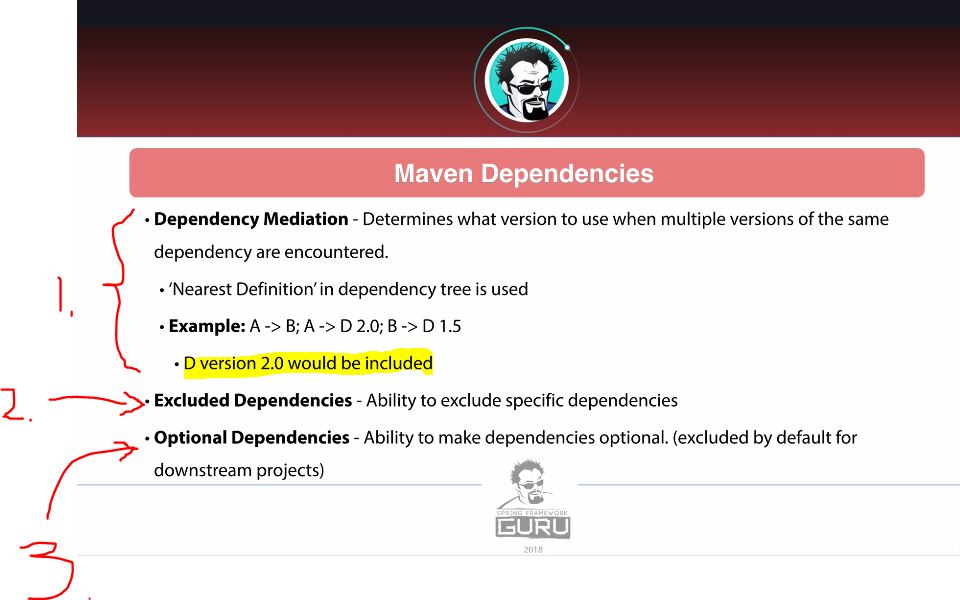 Maven Dependencies
• Dependency Mediation - Determines what version to use when multiple versions of the same
dependency are encountered.
1.
• 'Nearest Definition' in dependency tree is used
• Example: A -> B; A -> D 2.0; B -> D 1.5
• D version 2.0 would be included
2.
• Excluded Dependencies - Ability to exclude specific dependencies
3.
• Optional Dependencies - Ability to make dependencies optional. (excluded by default for
downstream projects)
SPRING FRAMEWORK
GURU
2018